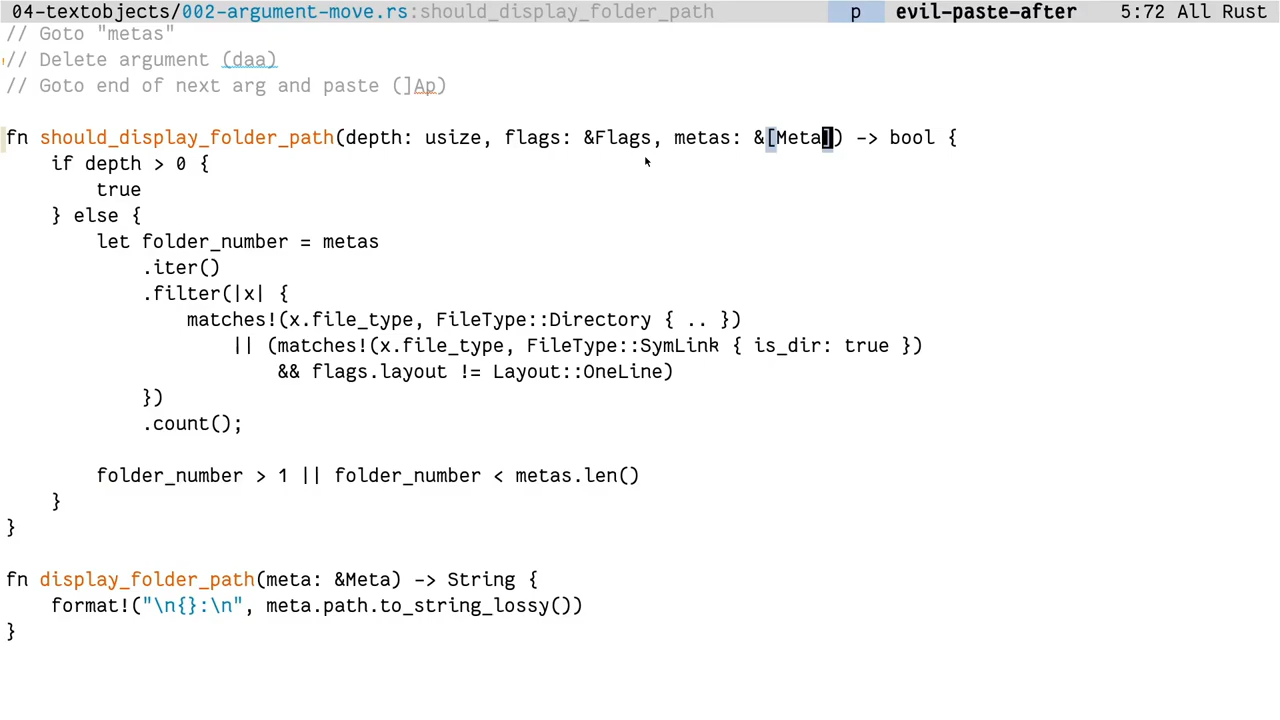 04-textobjects/002-argument-move.rs:should_display_folder_path p evil-paste-after 5:72 All Rust
// Goto "metas"
!// Delete argument (daa)
// Goto end of next arg and paste (]Ap)
fn should_display_folder_path(depth: usize, flags: &Flags, metas: &[Meta]) -> bool {
    if depth > 0 {
        true
    } else {
        let folder_number = metas
            .iter()
            .filter(|x| {
                matches!(x.file_type, FileType::Directory { .. })
                    || (matches!(x.file_type, FileType::SymLink { is_dir: true })
                        && flags.layout != Layout::OneLine)
            })
            .count();
        folder_number > 1 || folder_number < metas.len()
    }
}
fn display_folder_path(meta: &Meta) -> String {
    format!("\n{}:\n", meta.path.to_string_lossy())
}